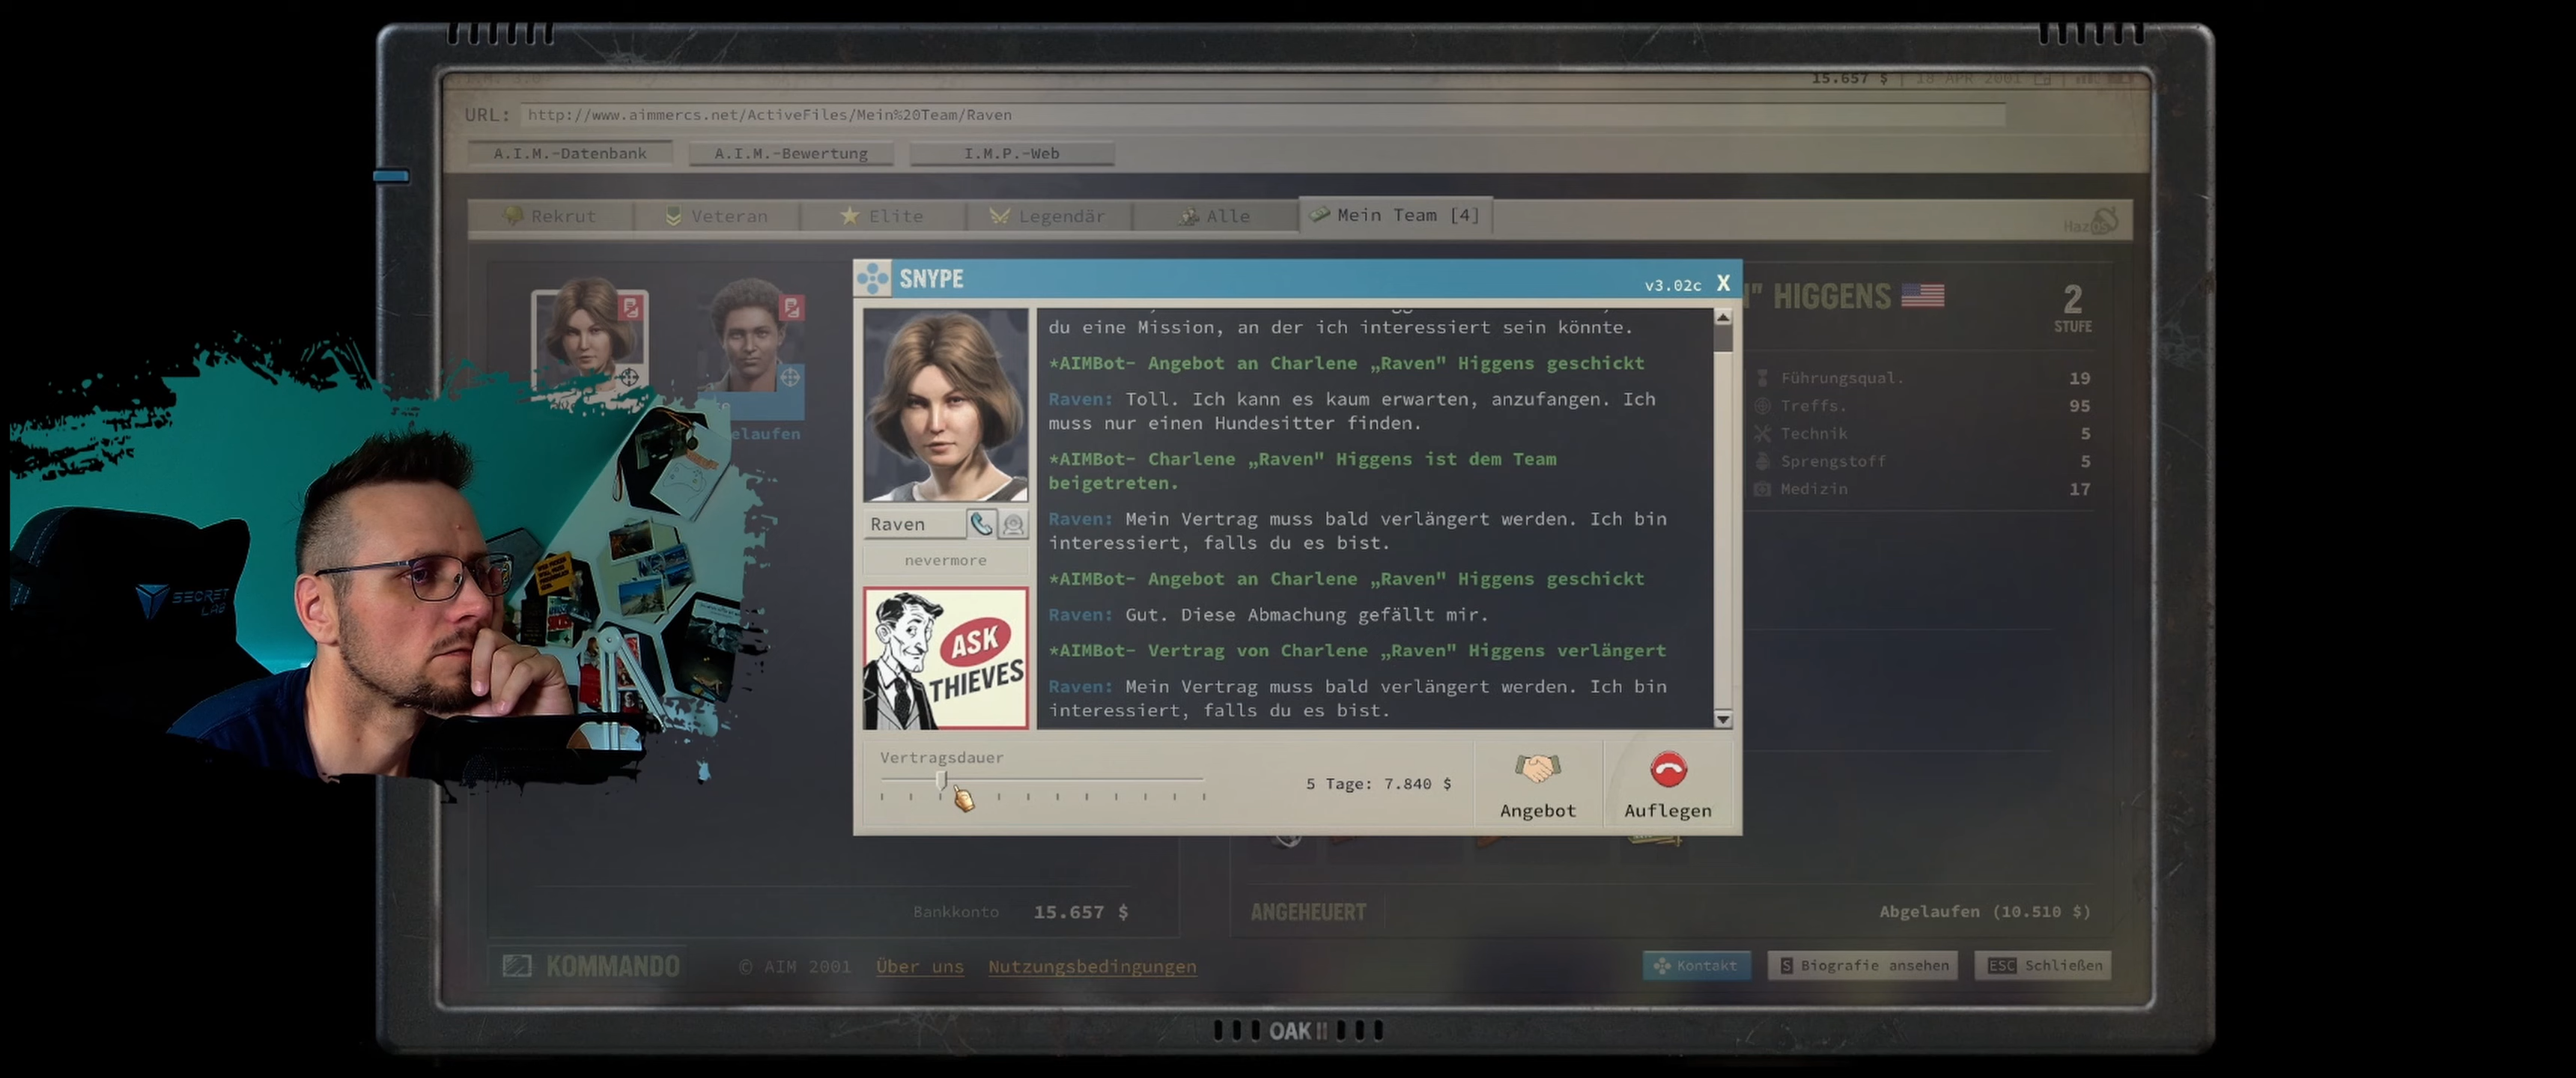 15.657 $ | 18 APR 2001
URL: http://www.aimmercs.net/ActiveFiles/Mein%20Team/Raven
A.I.M.-Datenbank A.I.M.-Bewertung I.M.P.-Web
Rekrut Veteran Elite Legendär Alle Mein Team [4]
SNYPE v3.02c X
HIGGENS
2
STUFE
du eine Mission, an der ich interessiert sein könnte.
*AIMBot- Angebot an Charlene „Raven" Higgens geschickt
Raven: Toll. Ich kann es kaum erwarten, anzufangen. Ich
muss nur einen Hundesitter finden.
*AIMBot- Charlene „Raven" Higgens ist dem Team
beigetreten.
Raven: Mein Vertrag muss bald verlängert werden. Ich bin
interessiert, falls du es bist.
*AIMBot- Angebot an Charlene „Raven" Higgens geschickt
Raven: Gut. Diese Abmachung gefällt mir.
*AIMBot- Vertrag von Charlene „Raven" Higgens verlängert
Raven: Mein Vertrag muss bald verlängert werden. Ich bin
interessiert, falls du es bist.
Raven
nevermore
ASK
THIEVES
Führungsqual. 19
Treffs. 95
Technik 5
Sprengstoff 5
Medizin 17
elaufen
SECRET
LAB
Vertragsdauer
5 Tage: 7.840 $
Angebot
Auflegen
Bankkonto 15.657 $
ANGEHEUERT
Abgelaufen (10.510 $)
KOMMANDO
© AIM 2001 Über uns Nutzungsbedingungen
Kontakt
S Biografie ansehen
ESC Schließen
OAK II